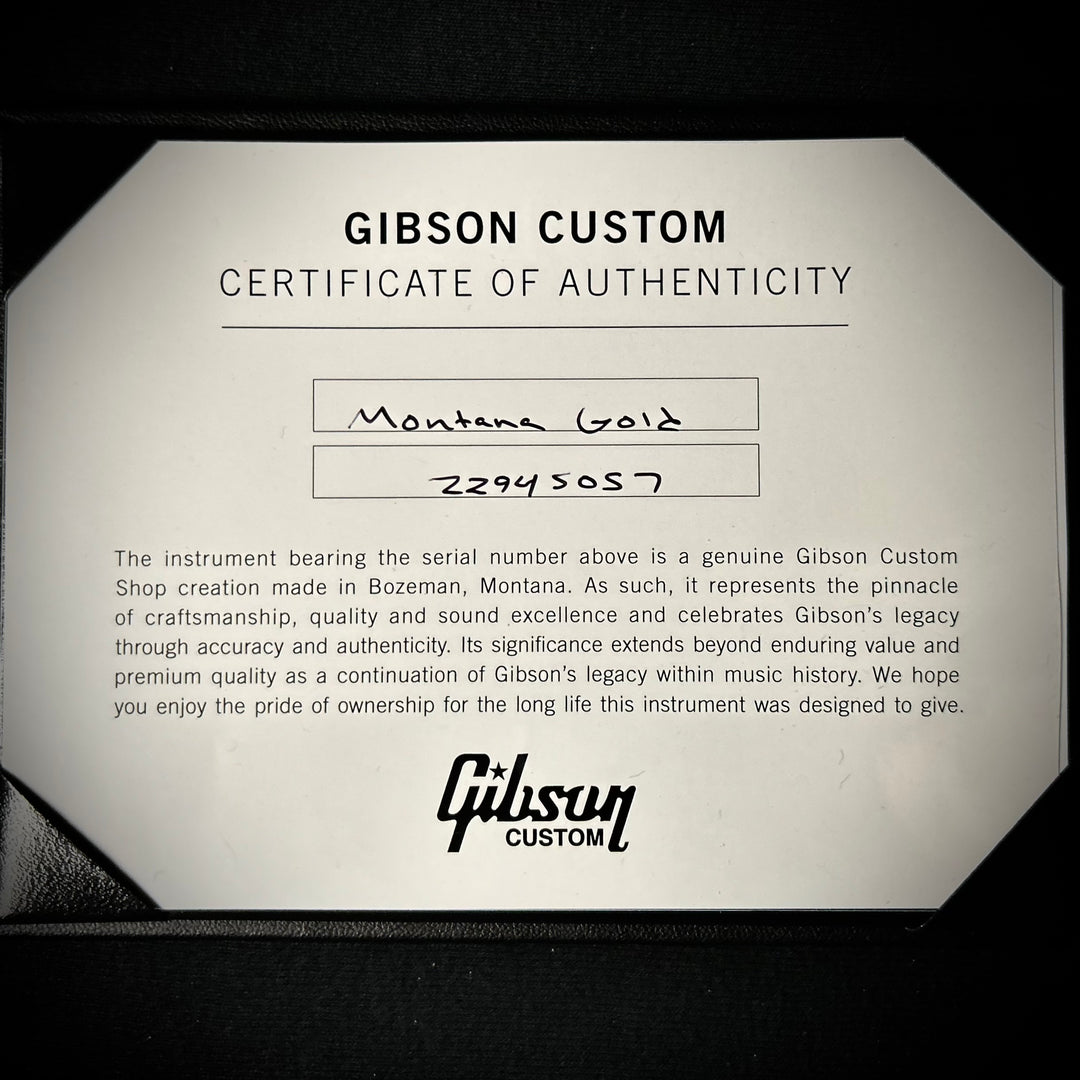 GIBSON CUSTOM
CERTIFICATE OF AUTHENTICITY
Montana Gold
22945057
The instrument bearing the serial number above is a genuine Gibson Custom
Shop creation made in Bozeman, Montana. As such, it represents the pinnacle
of craftsmanship, quality and sound excellence and celebrates Gibson's legacy
through accuracy and authenticity. Its significance extends beyond enduring value and
premium quality as a continuation of Gibson's legacy within music history. We hope
you enjoy the pride of ownership for the long life this instrument was designed to give.
Gibson
CUSTOM